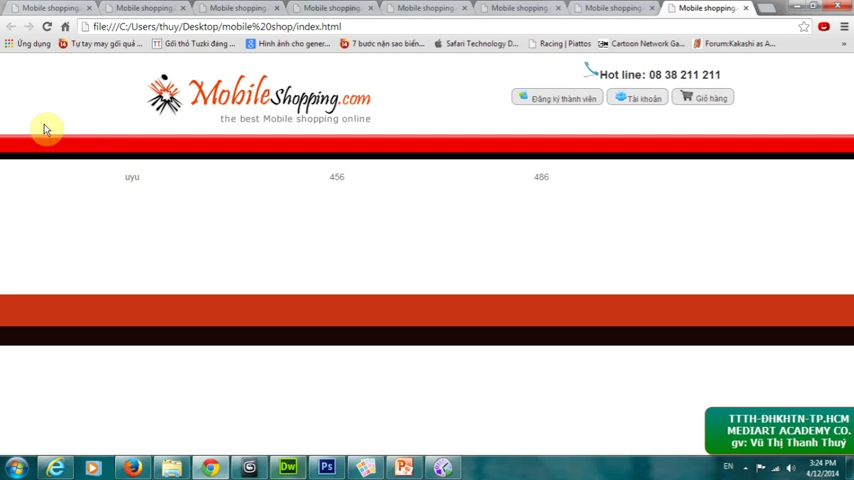 Mobile shopping. Mobile shopping. Mobile shopping. Mobile shopping. Mobile shopping. Mobile shopping. Mobile shopping. Mobile shopping.
file:///C:/Users/thuy/Desktop/mobile%20shop/index.html
Ứng dụng Tự tay may gối quả ... Gối thổ Tuzki đáng ... Hình ảnh cho gener... 7 bước nặn sao biển... Safari Technology D... Racing | Piattos Cartoon Network Ga... Forum:Kakashi as A...
Hot line: 08 38 211 211
MobileShopping.com
Đăng ký thành viên Tài khoản Giỏ hàng
the best Mobile shopping online
uyu 456 486
TTTH-ĐHKHTN-TP.HCM
MEDIART ACADEMY CO.
gv: Vũ Thị Thanh Thuý
EN 3:24 PM
4/12/2014